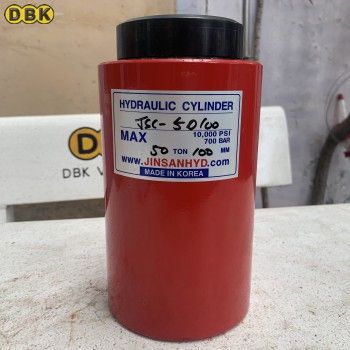 DBK
HYDRAULIC CYLINDER
JSC-50100
MAX 10,000 PSI
700 BAR
50 TON 100 MM
www.JINSANHYD.com
MADE IN KOREA
DBK V